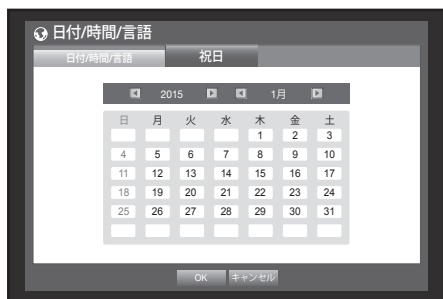 日付/時間/言語
日付/時間/言語 祝日
2015 1月
日 月 火 水 木 金 土
1 2 3
4 5 6 7 8 9 10
11 12 13 14 15 16 17
18 19 20 21 22 23 24
25 26 27 28 29 30 31
OK キャンセル